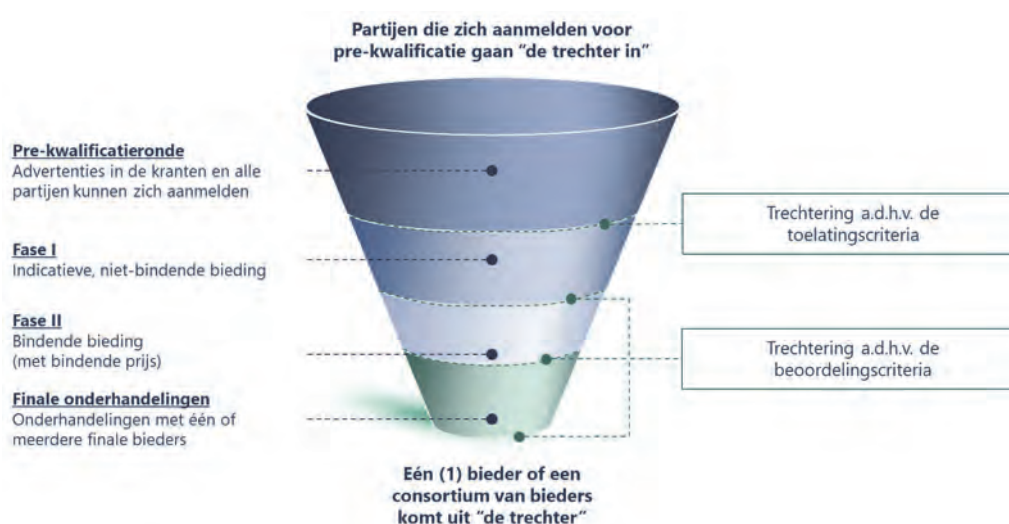 Partijen die zich aanmelden voor
pre-kwalificatie gaan “de trechter in”
Pre-kwalificatieronde
Advertenties in de kranten en alle
partijen kunnen zich aanmelden
Trechtering a.d.h.v. de
toelatingscriteria
Fase I
Indicatieve, niet-bindende bieding
Fase II
Bindende bieding
(met bindende prijs)
Trechtering a.d.h.v. de
beoordelingscriteria
Finale onderhandelingen
Onderhandelingen met één of
meerdere finale bieders
Eén (1) bieder of een
consortium van bieders
komt uit “de trechter”